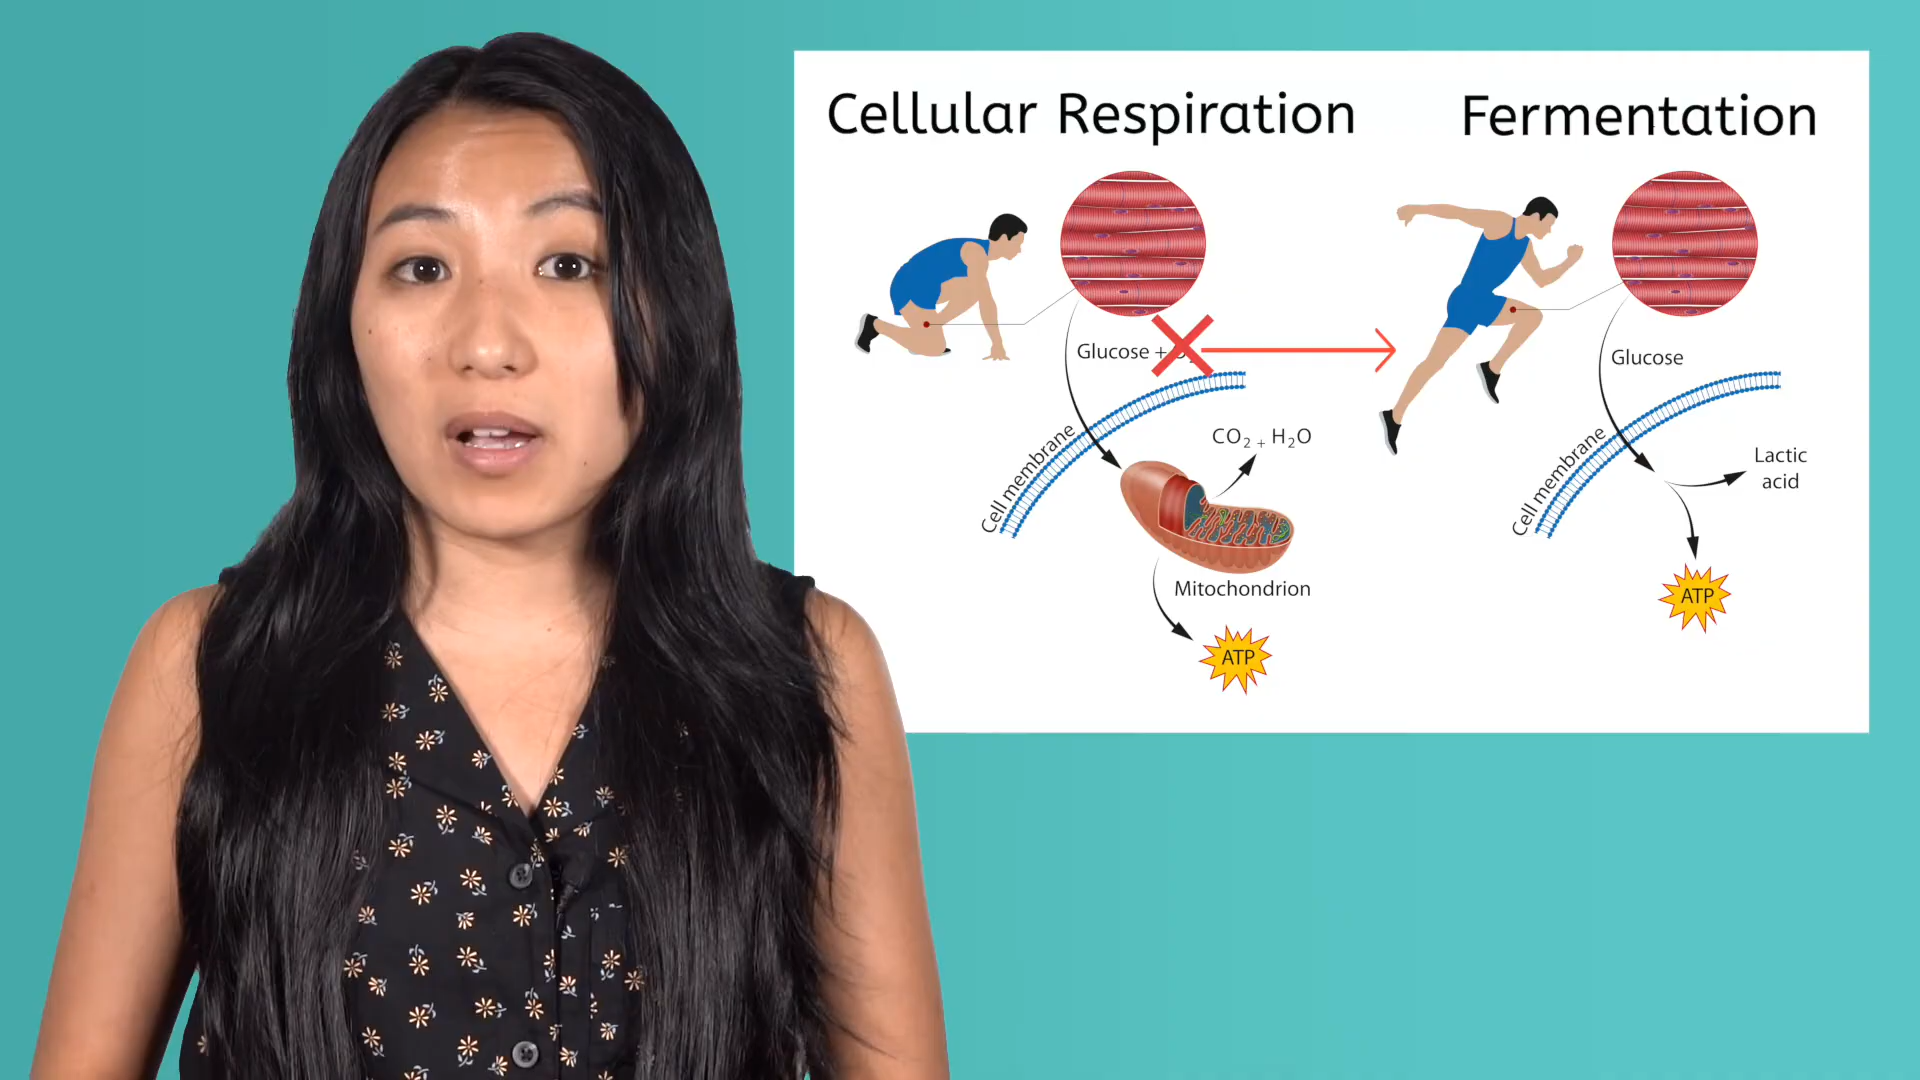 Cellular Respiration
Glucose +
Cell membrane
CO₂ + H₂O
Mitochondrion
ATP
Fermentation
Glucose
Cell membrane
Lactic
acid
ATP